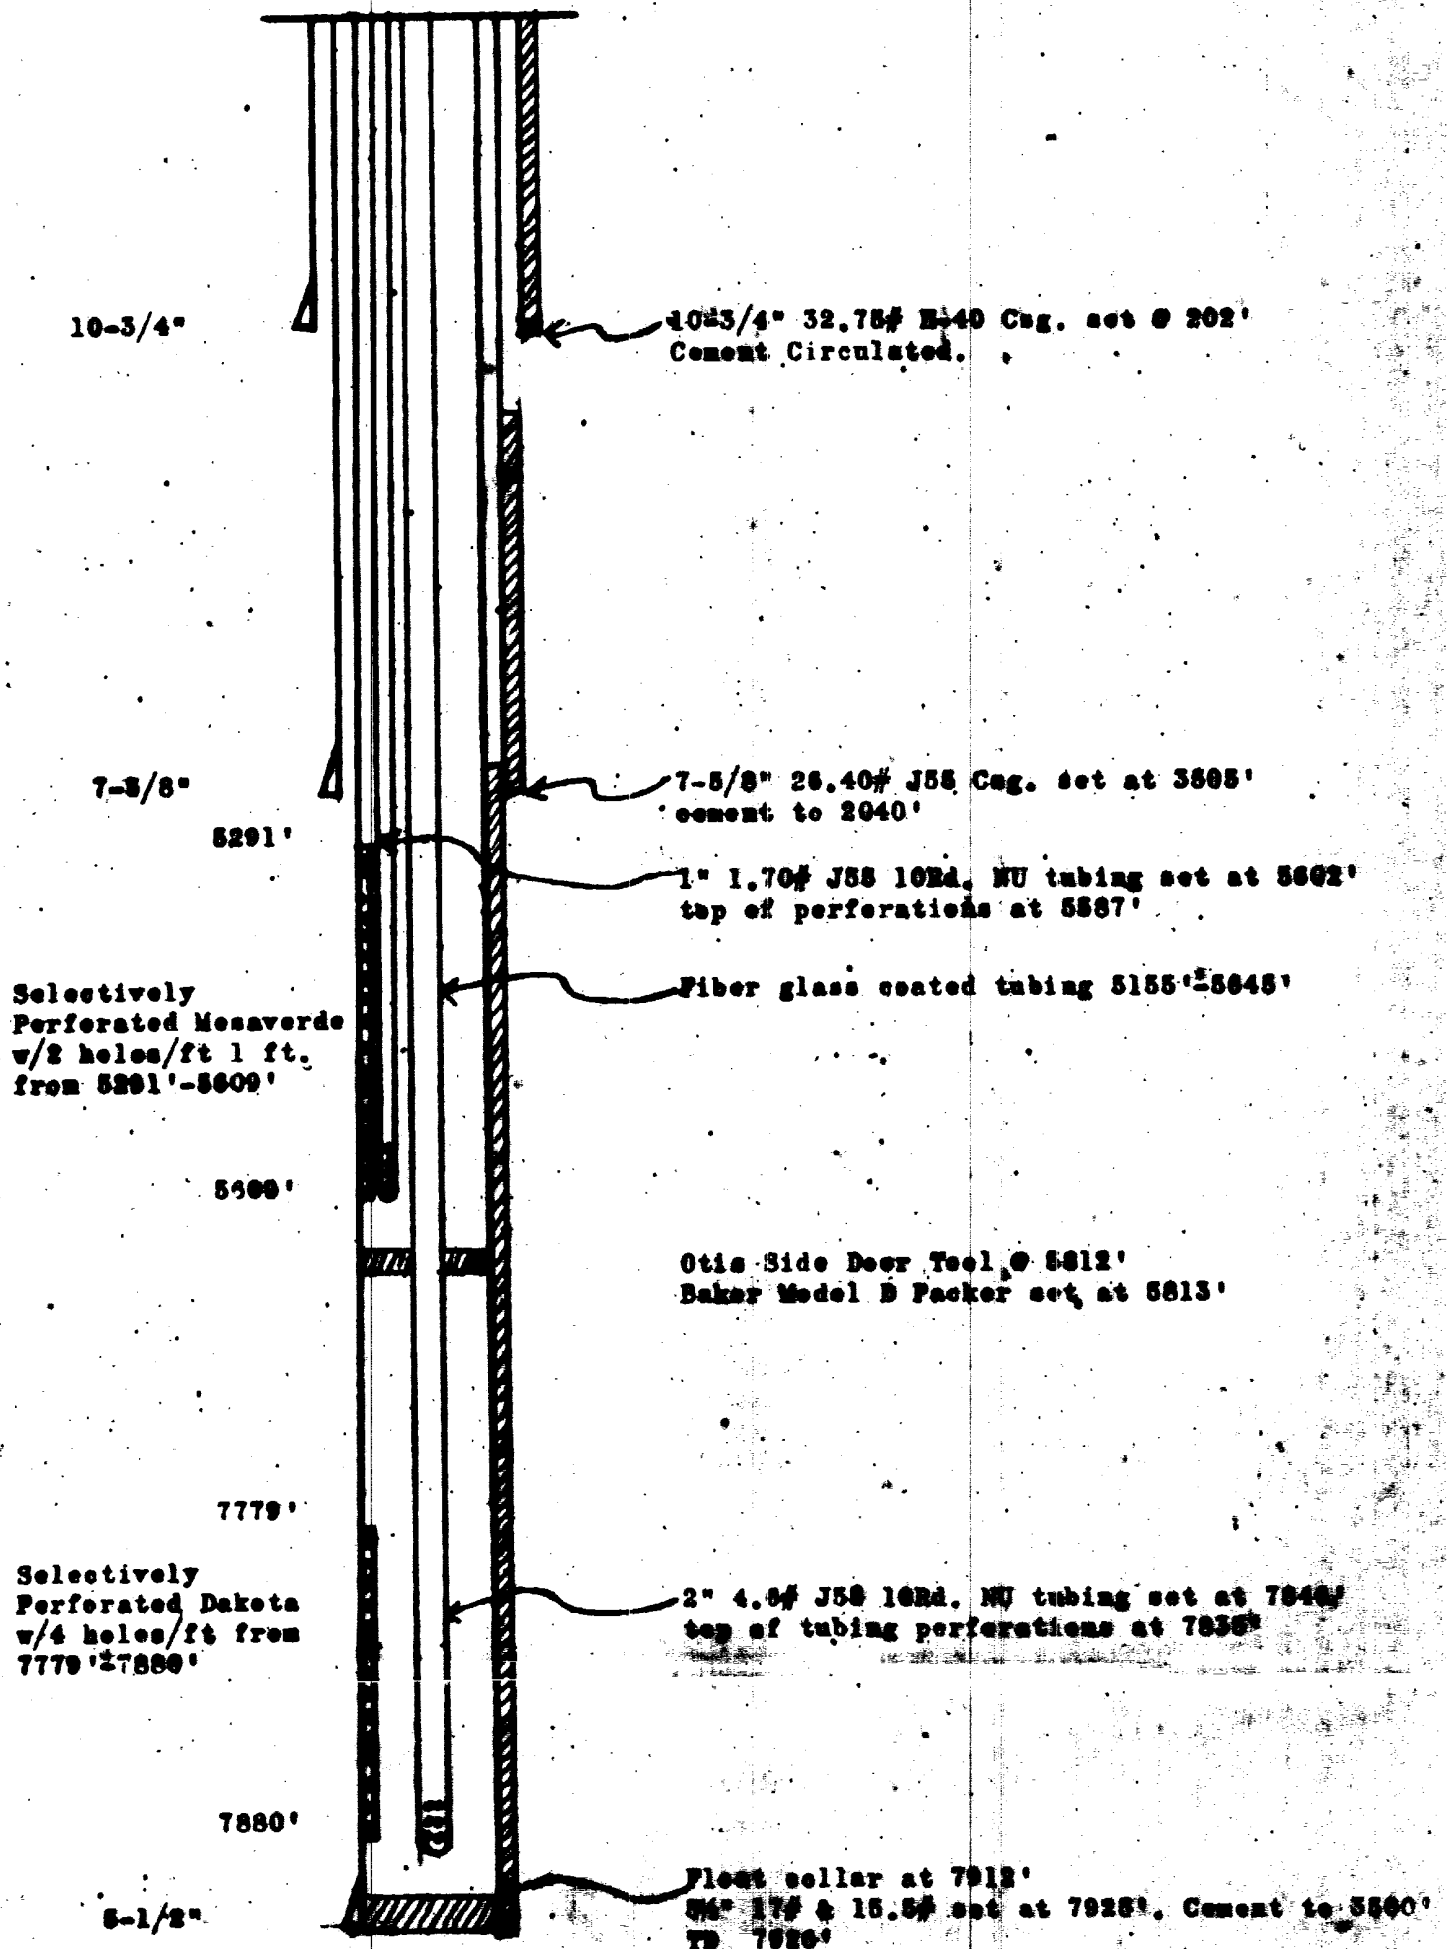 10-3/4"
10-3/4" 32.75# H-40 Csg. set @ 202'
Cement Circulated.
7-5/8"
7-5/8" 26.40# J55 Csg. set at 3605'
cement to 2040'
5291'
1" 1.70# J55 10Rd. NU tubing set at 5602'
top of perforations at 5587'
Fiber glass coated tubing 5155'-5645'
Selectively
Perforated Mesaverde
w/2 holes/ft 1 ft.
from 5291'-5609'
5609'
Otis Side Door Tool @ 5812'
Baker Model D Packer set at 5813'
7779'
Selectively
Perforated Dakota
w/4 holes/ft from
7779'-7880'
2" J55 10Rd. NU tubing set at
top of tubing perforations at
7880'
Float collar at 7912'
17# & 15.5# set at Cement to
5-1/2"
TD